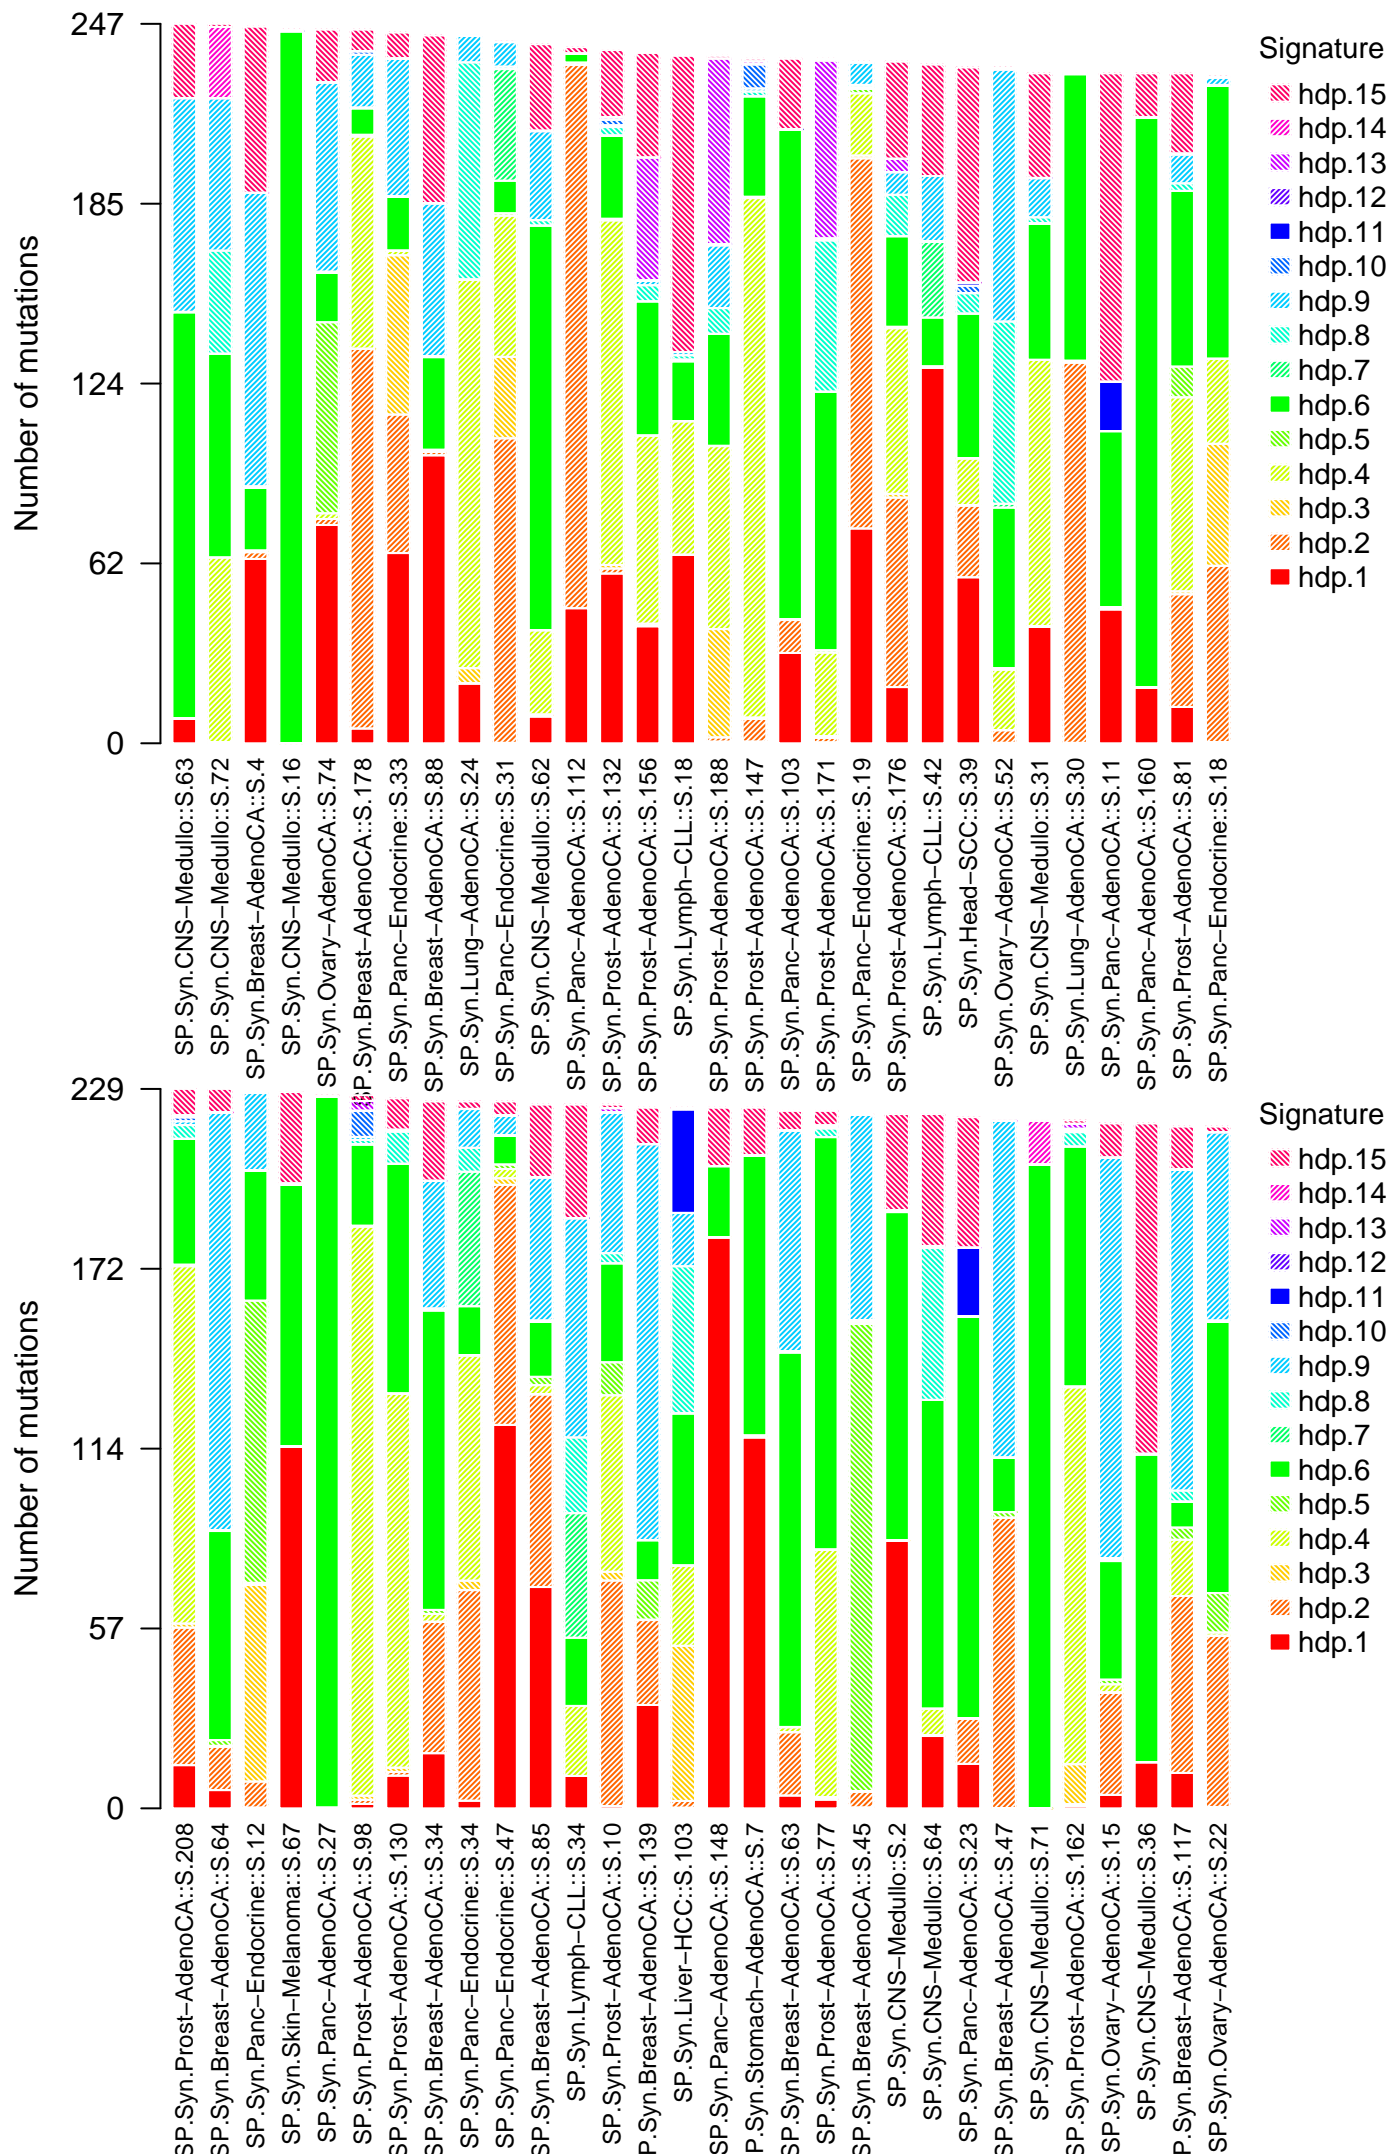 247
185
124
62
0
Number of mutations
Signature
hdp.15
hdp.14
hdp.13
hdp.12
hdp.11
hdp.10
hdp.9
hdp.8
hdp.7
hdp.6
hdp.5
hdp.4
hdp.3
hdp.2
hdp.1
SP.Syn.CNS−Medullo::S.63
SP.Syn.CNS−Medullo::S.72
SP.Syn.Breast−AdenoCA::S.4
SP.Syn.CNS−Medullo::S.16
SP.Syn.Ovary−AdenoCA::S.74
SP.Syn.Breast−AdenoCA::S.178
SP.Syn.Panc−Endocrine::S.33
SP.Syn.Breast−AdenoCA::S.88
SP.Syn.Lung−AdenoCA::S.24
SP.Syn.Panc−Endocrine::S.31
SP.Syn.CNS−Medullo::S.62
SP.Syn.Panc−AdenoCA::S.112
SP.Syn.Prost−AdenoCA::S.132
SP.Syn.Prost−AdenoCA::S.156
SP.Syn.Lymph−CLL::S.18
SP.Syn.Prost−AdenoCA::S.188
SP.Syn.Prost−AdenoCA::S.147
SP.Syn.Panc−AdenoCA::S.103
SP.Syn.Prost−AdenoCA::S.171
SP.Syn.Panc−Endocrine::S.19
SP.Syn.Prost−AdenoCA::S.176
SP.Syn.Lymph−CLL::S.42
SP.Syn.Head−SCC::S.39
SP.Syn.Ovary−AdenoCA::S.52
SP.Syn.CNS−Medullo::S.31
SP.Syn.Lung−AdenoCA::S.30
SP.Syn.Panc−AdenoCA::S.11
SP.Syn.Panc−AdenoCA::S.160
SP.Syn.Prost−AdenoCA::S.81
SP.Syn.Panc−Endocrine::S.18
229
172
114
57
0
Number of mutations
Signature
hdp.15
hdp.14
hdp.13
hdp.12
hdp.11
hdp.10
hdp.9
hdp.8
hdp.7
hdp.6
hdp.5
hdp.4
hdp.3
hdp.2
hdp.1
SP.Syn.Prost−AdenoCA::S.208
SP.Syn.Breast−AdenoCA::S.64
SP.Syn.Panc−Endocrine::S.12
SP.Syn.Skin−Melanoma::S.67
SP.Syn.Panc−AdenoCA::S.27
SP.Syn.Prost−AdenoCA::S.98
SP.Syn.Prost−AdenoCA::S.130
SP.Syn.Breast−AdenoCA::S.34
SP.Syn.Panc−Endocrine::S.34
SP.Syn.Panc−Endocrine::S.47
SP.Syn.Breast−AdenoCA::S.85
SP.Syn.Lymph−CLL::S.34
SP.Syn.Prost−AdenoCA::S.10
P.Syn.Breast−AdenoCA::S.139
SP.Syn.Liver−HCC::S.103
SP.Syn.Panc−AdenoCA::S.148
P.Syn.Stomach−AdenoCA::S.7
SP.Syn.Breast−AdenoCA::S.63
SP.Syn.Prost−AdenoCA::S.77
SP.Syn.Breast−AdenoCA::S.45
SP.Syn.CNS−Medullo::S.2
SP.Syn.CNS−Medullo::S.64
SP.Syn.Panc−AdenoCA::S.23
SP.Syn.Breast−AdenoCA::S.47
SP.Syn.CNS−Medullo::S.71
SP.Syn.Prost−AdenoCA::S.162
SP.Syn.Ovary−AdenoCA::S.15
SP.Syn.CNS−Medullo::S.36
P.Syn.Breast−AdenoCA::S.117
SP.Syn.Ovary−AdenoCA::S.22